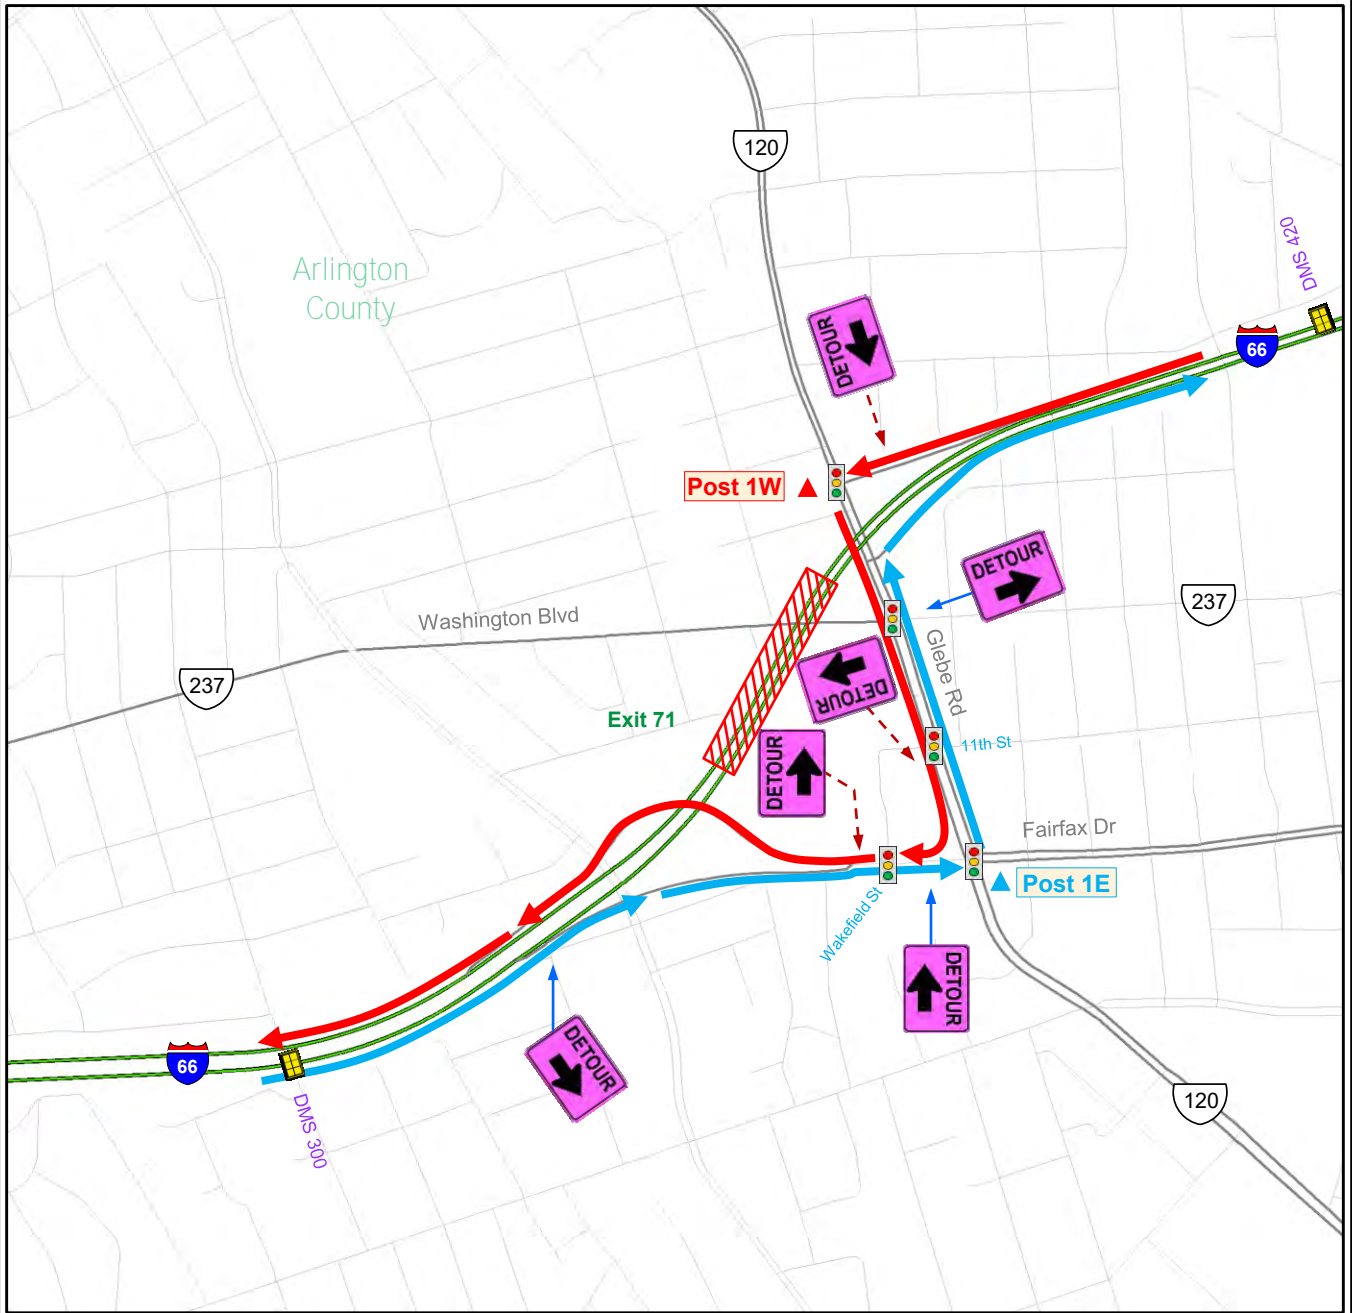 120
DMS 420
Arlington
County
66
DETOUR
Post 1W
DETOUR
237
Washington Blvd
Glebe Rd
237
DETOUR
Exit 71
11th St
DETOUR
Fairfax Dr
Post 1E
Wakefield St
DETOUR
DETOUR
66
DMS 300
120